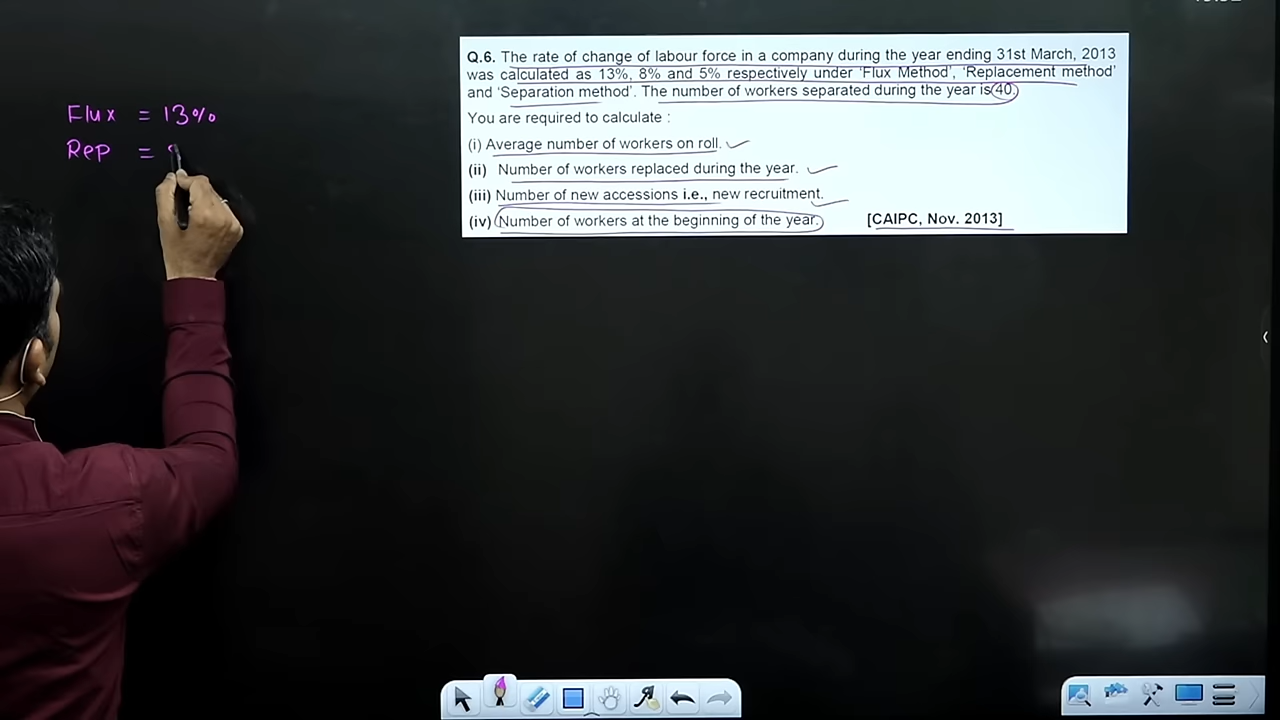 Q.6. The rate of change of labour force in a company during the year ending 31st March, 2013
was calculated as 13%, 8% and 5% respectively under 'Flux Method', 'Replacement method'
and 'Separation method'. The number of workers separated during the year is 40.
You are required to calculate :
(i) Average number of workers on roll.
(ii) Number of workers replaced during the year.
(iii) Number of new accessions i.e., new recruitment.
(iv) Number of workers at the beginning of the year. [CAIPC, Nov. 2013]
Flux = 13%
Rep =